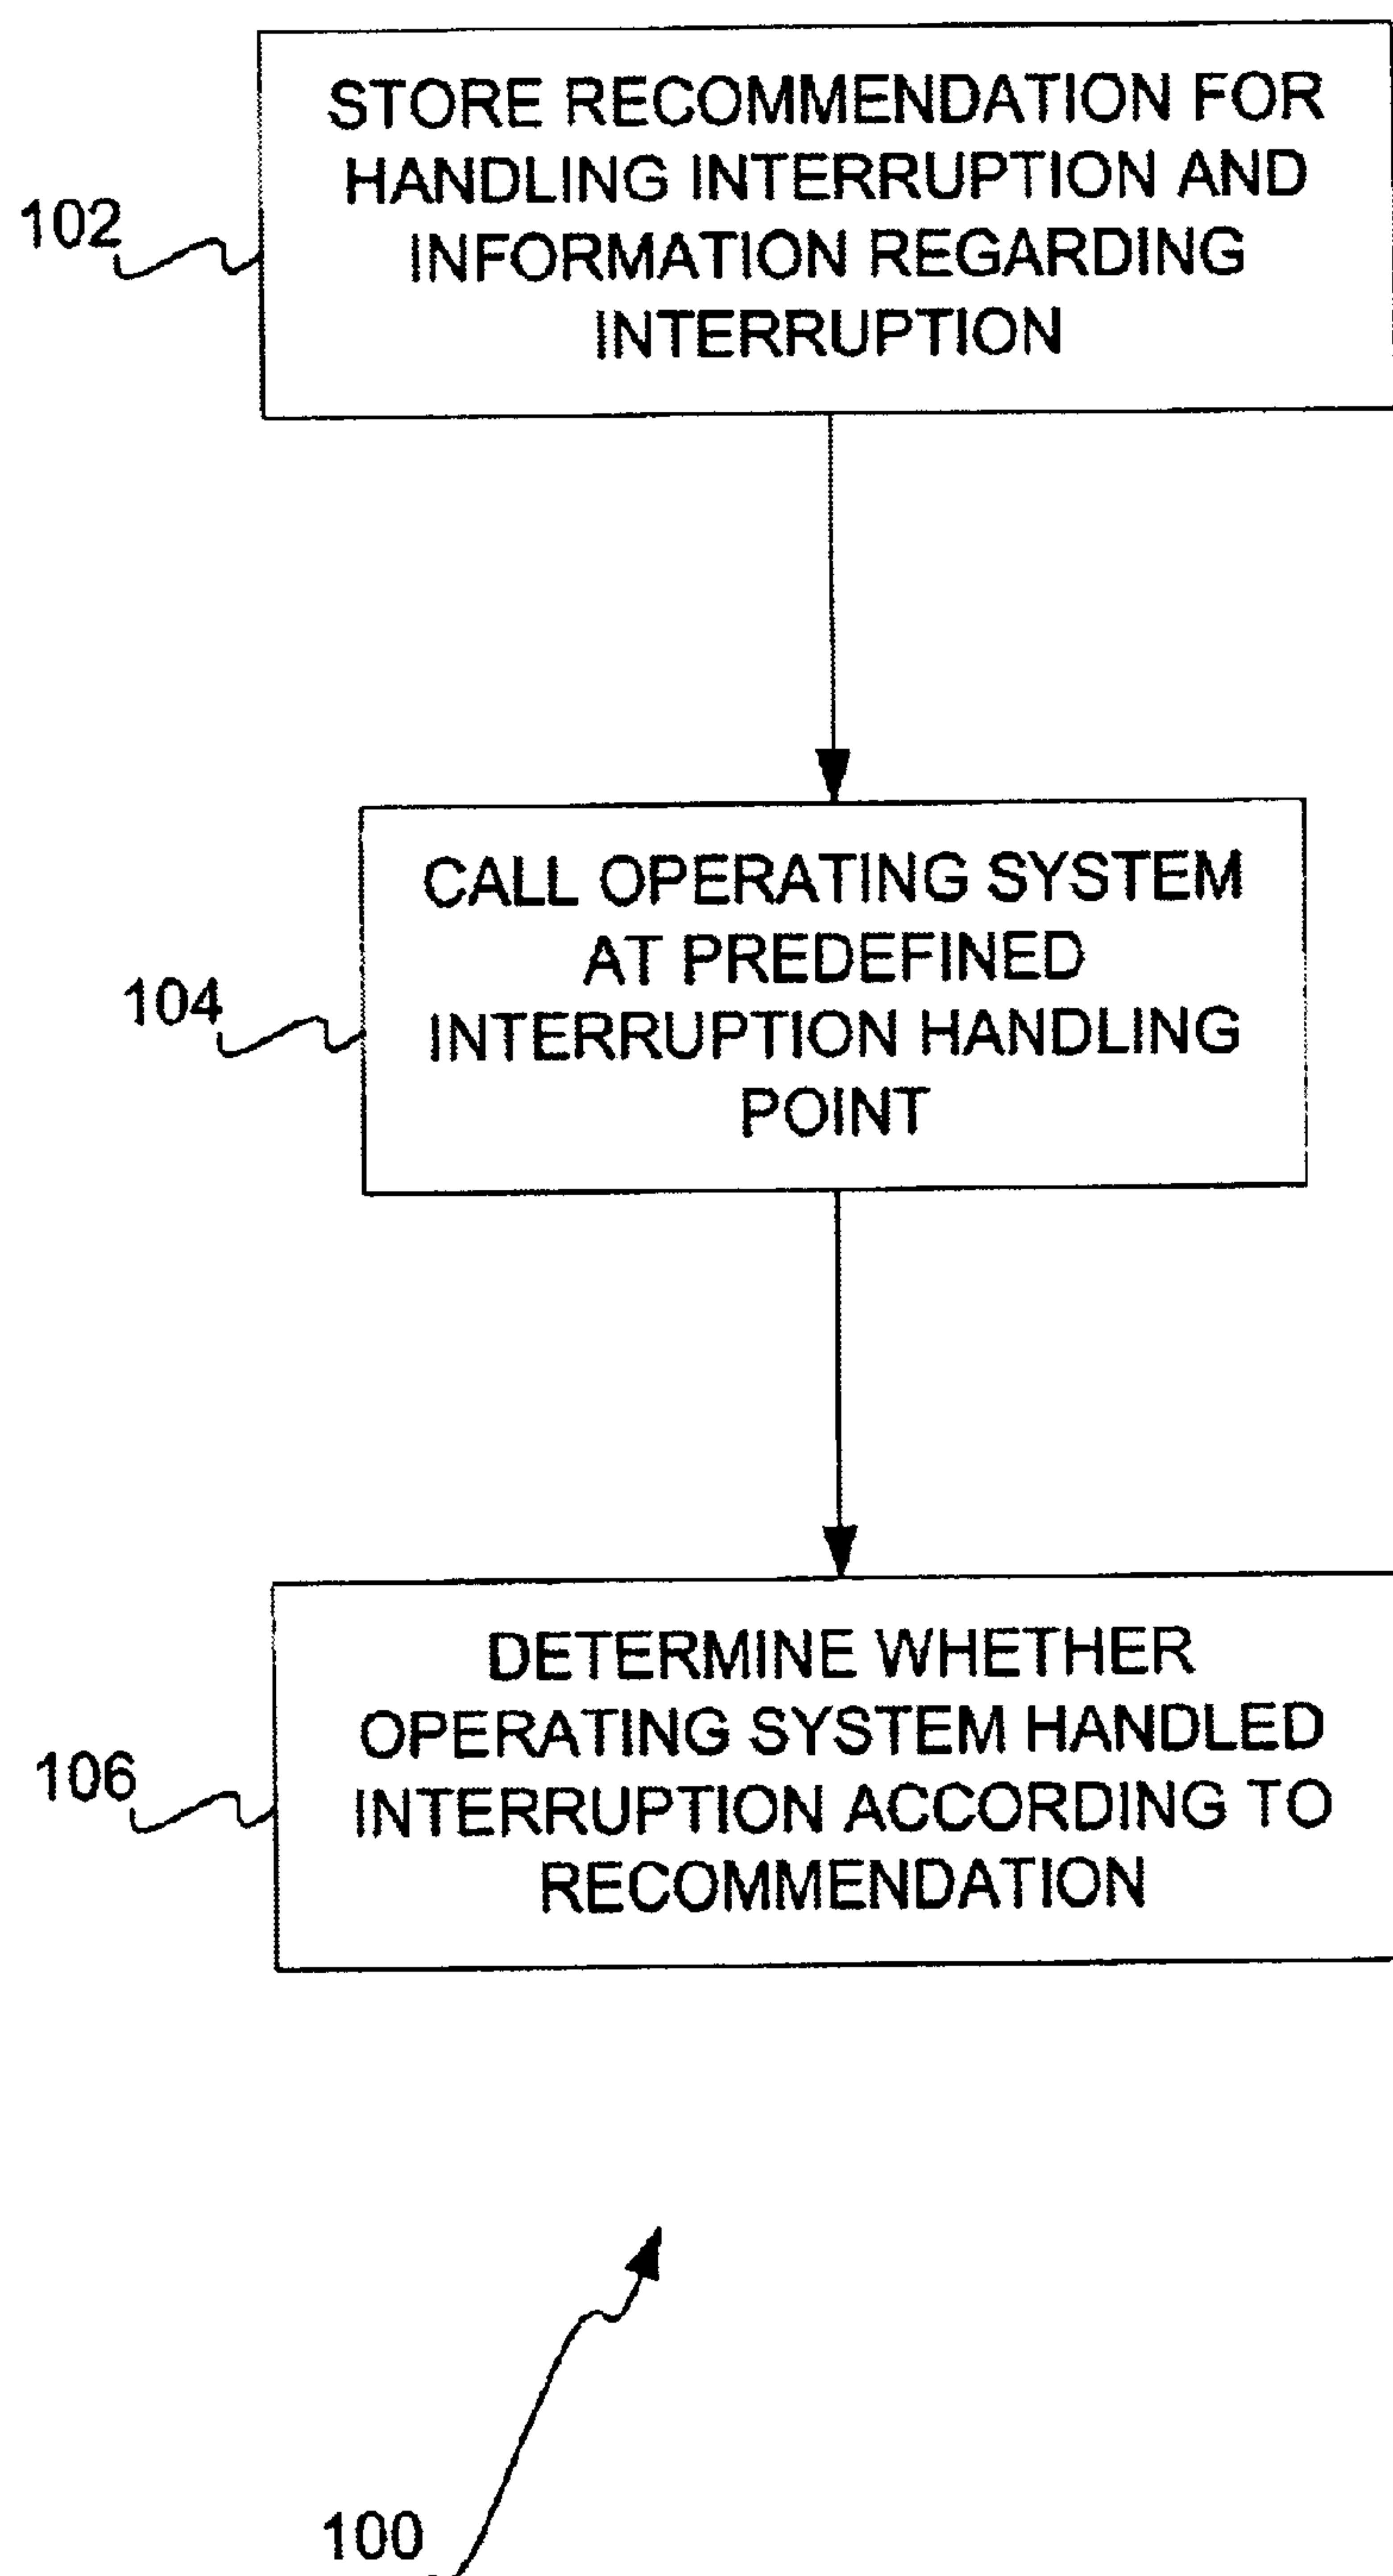 STORE RECOMMENDATION FOR
HANDLING INTERRUPTION AND
INFORMATION REGARDING
INTERRUPTION
102
CALL OPERATING SYSTEM
AT PREDEFINED
INTERRUPTION HANDLING
POINT
104
DETERMINE WHETHER
OPERATING SYSTEM HANDLED
INTERRUPTION ACCORDING TO
RECOMMENDATION
106
100